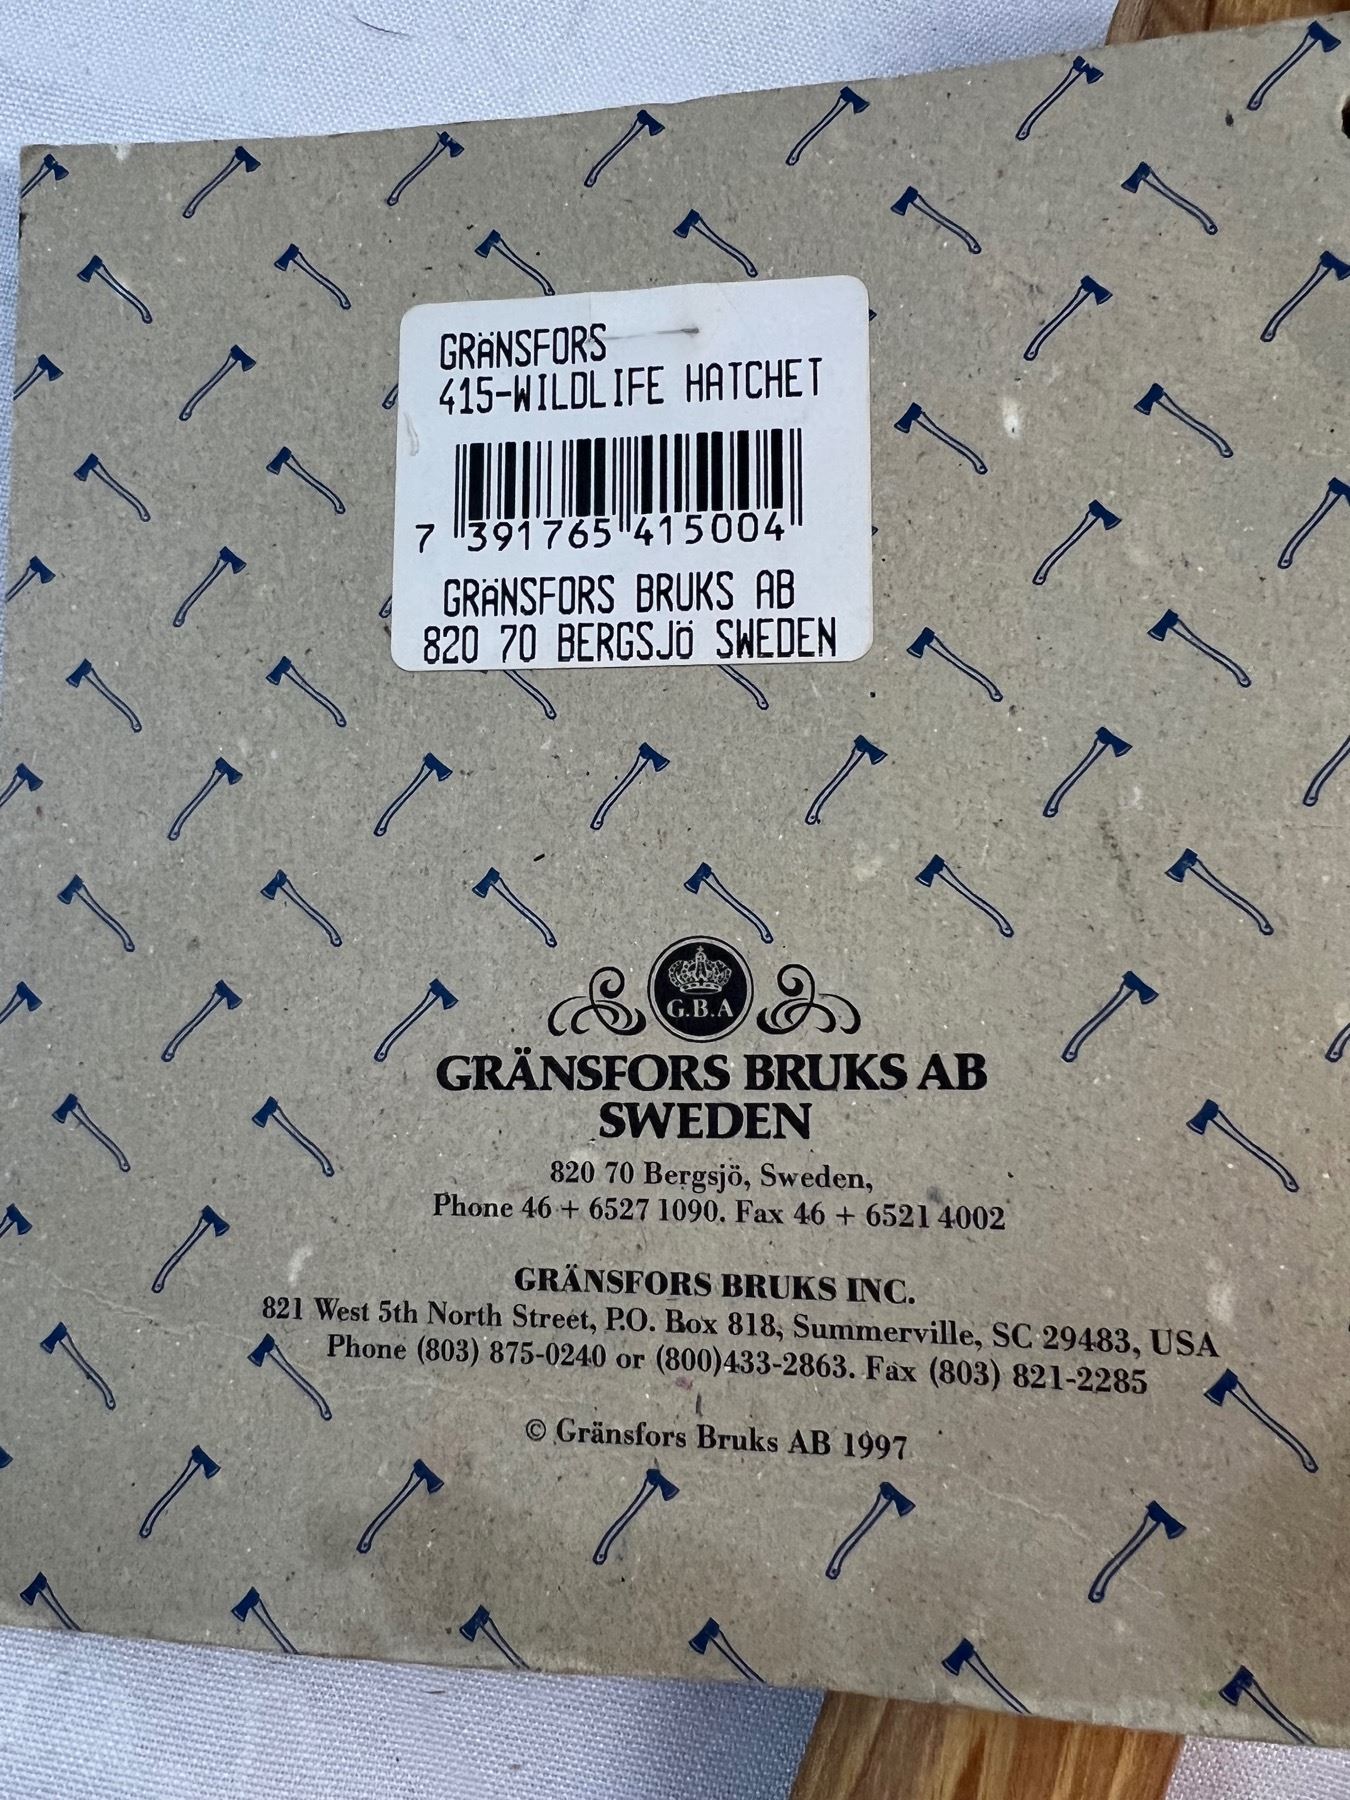 GRÄNSFORS
415-WILDLIFE HATCHET
7 391765 415004
GRÄNSFORS BRUKS AB
820 70 BERGSJÖ SWEDEN
G.B.A
GRÄNSFORS BRUKS AB
SWEDEN
820 70 Bergsjö, Sweden,
Phone 46 + 6527 1090. Fax 46 + 6521 4002
GRÄNSFORS BRUKS INC.
821 West 5th North Street, P.O. Box 818, Summerville, SC 29483, USA
Phone (803) 875-0240 or (800)433-2863. Fax (803) 821-2285
© Gränsfors Bruks AB 1997